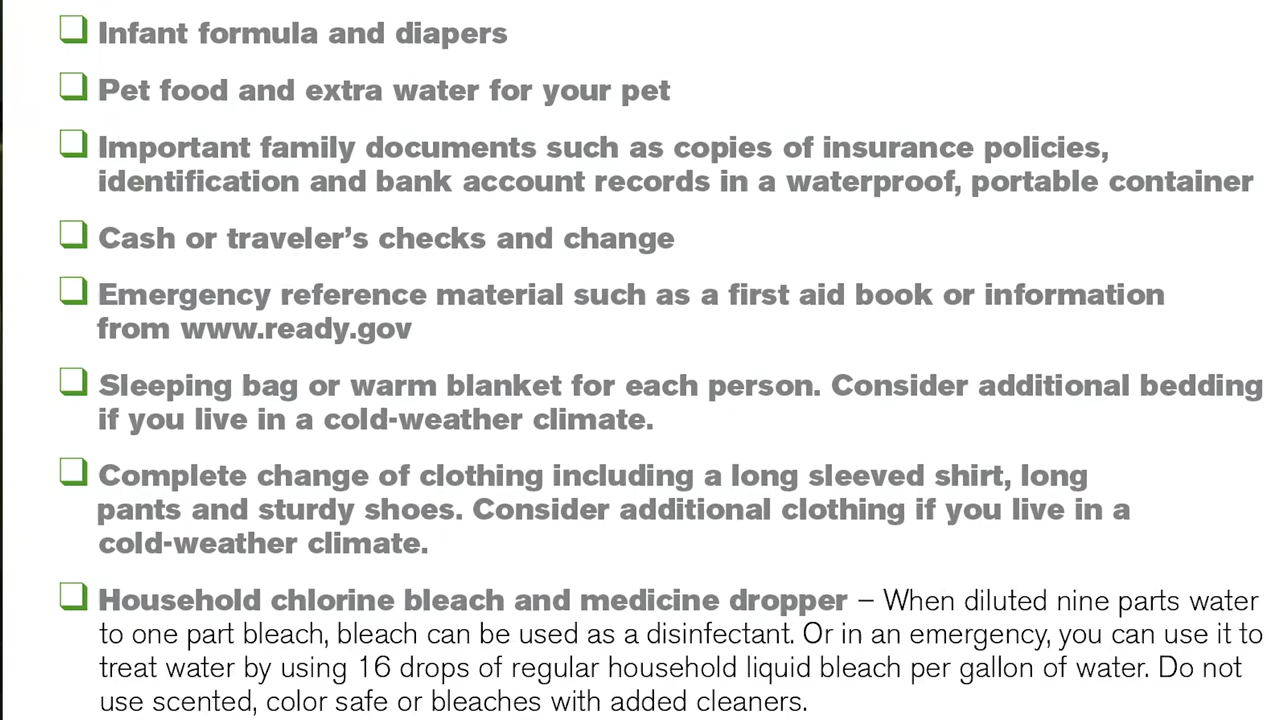 Infant formula and diapers
Pet food and extra water for your pet
Important family documents such as copies of insurance policies,
identification and bank account records in a waterproof, portable container
Cash or traveler's checks and change
Emergency reference material such as a first aid book or information
from www.ready.gov
Sleeping bag or warm blanket for each person. Consider additional bedding
if you live in a cold-weather climate.
Complete change of clothing including a long sleeved shirt, long
pants and sturdy shoes. Consider additional clothing if you live in a
cold-weather climate.
Household chlorine bleach and medicine dropper – When diluted nine parts water
to one part bleach, bleach can be used as a disinfectant. Or in an emergency, you can use it to
treat water by using 16 drops of regular household liquid bleach per gallon of water. Do not
use scented, color safe or bleaches with added cleaners.